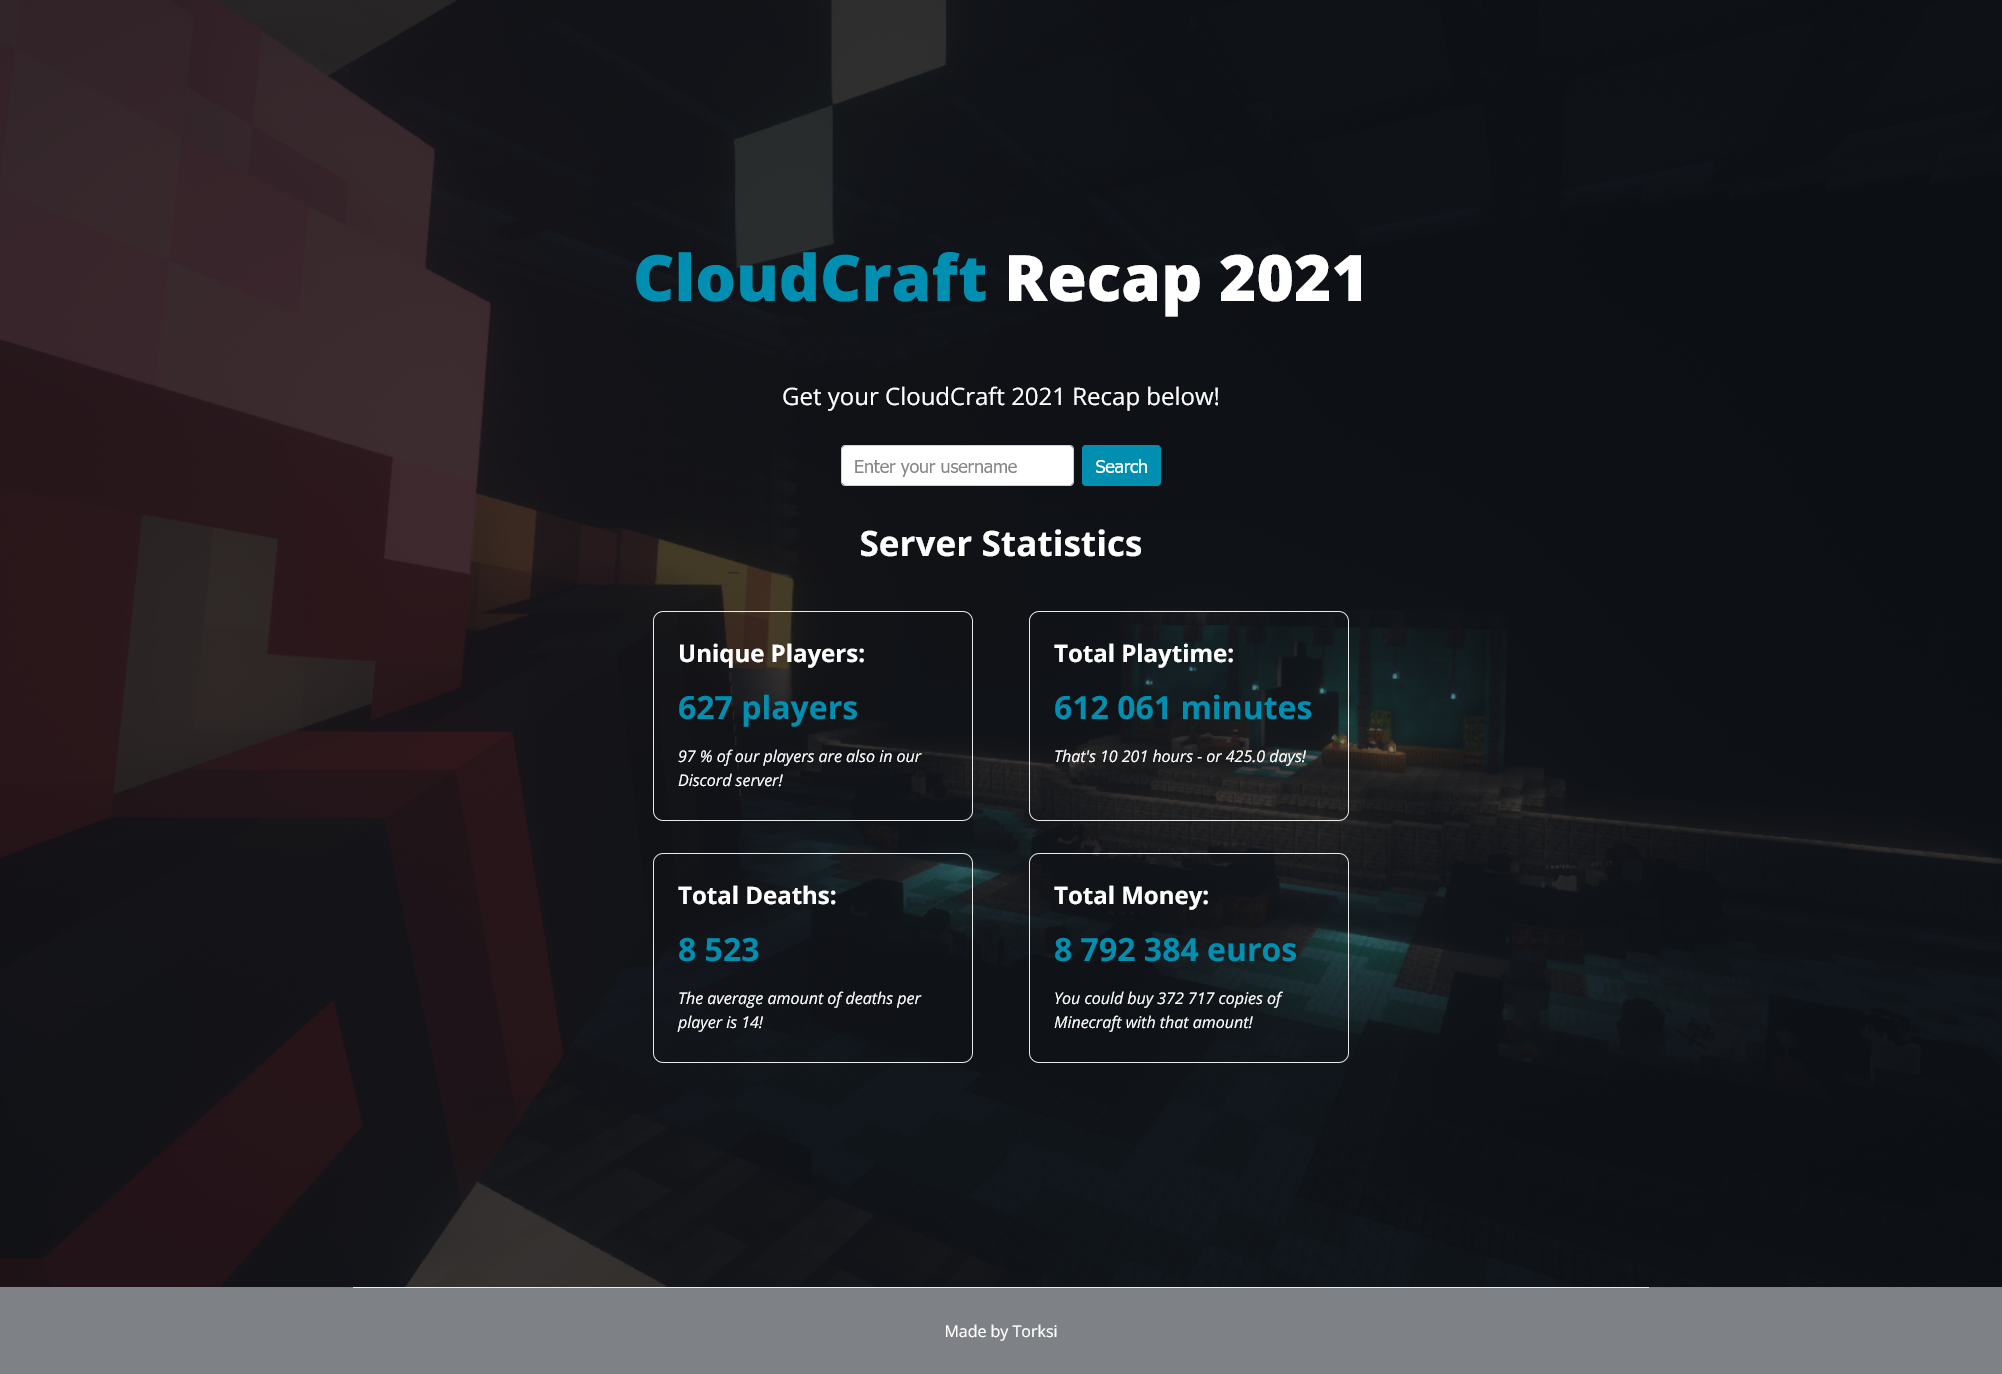 CloudCraft Recap 2021
Get your CloudCraft 2021 Recap below!
Enter your username
Search
Server Statistics
Unique Players:
627 players
97 % of our players are also in our
Discord server!
Total Playtime:
612 061 minutes
That's 10 201 hours - or 425.0 days!
Total Deaths:
8 523
The average amount of deaths per
player is 14!
Total Money:
8 792 384 euros
You could buy 372 717 copies of
Minecraft with that amount!
Made by Torksi